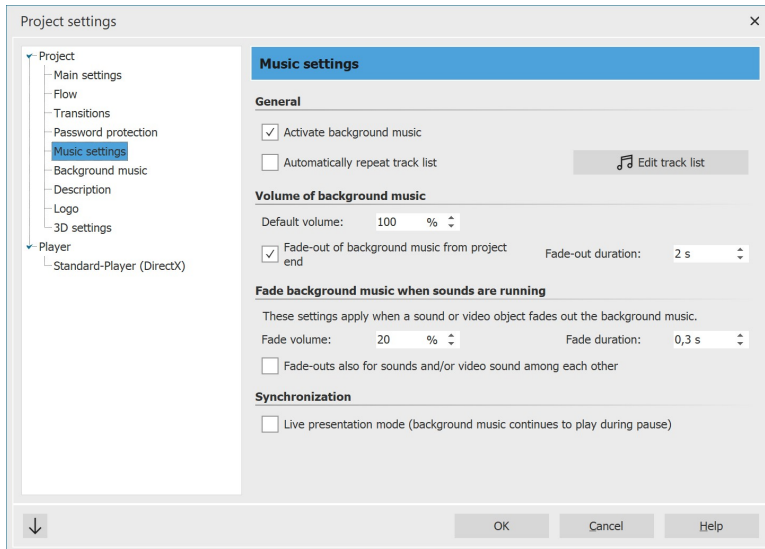 Project settings
Project
Main settings
Flow
Transitions
Password protection
Music settings
Background music
Description
Logo
3D settings
Player
Standard-Player (DirectX)
Music settings
General
Activate background music
Automatically repeat track list
Edit track list
Volume of background music
Default volume: 100 %
Fade-out of background music from project
end
Fade-out duration: 2 s
Fade background music when sounds are running
These settings apply when a sound or video object fades out the background music.
Fade volume: 20 % Fade duration: 0,3 s
Fade-outs also for sounds and/or video sound among each other
Synchronization
Live presentation mode (background music continues to play during pause)
OK Cancel Help